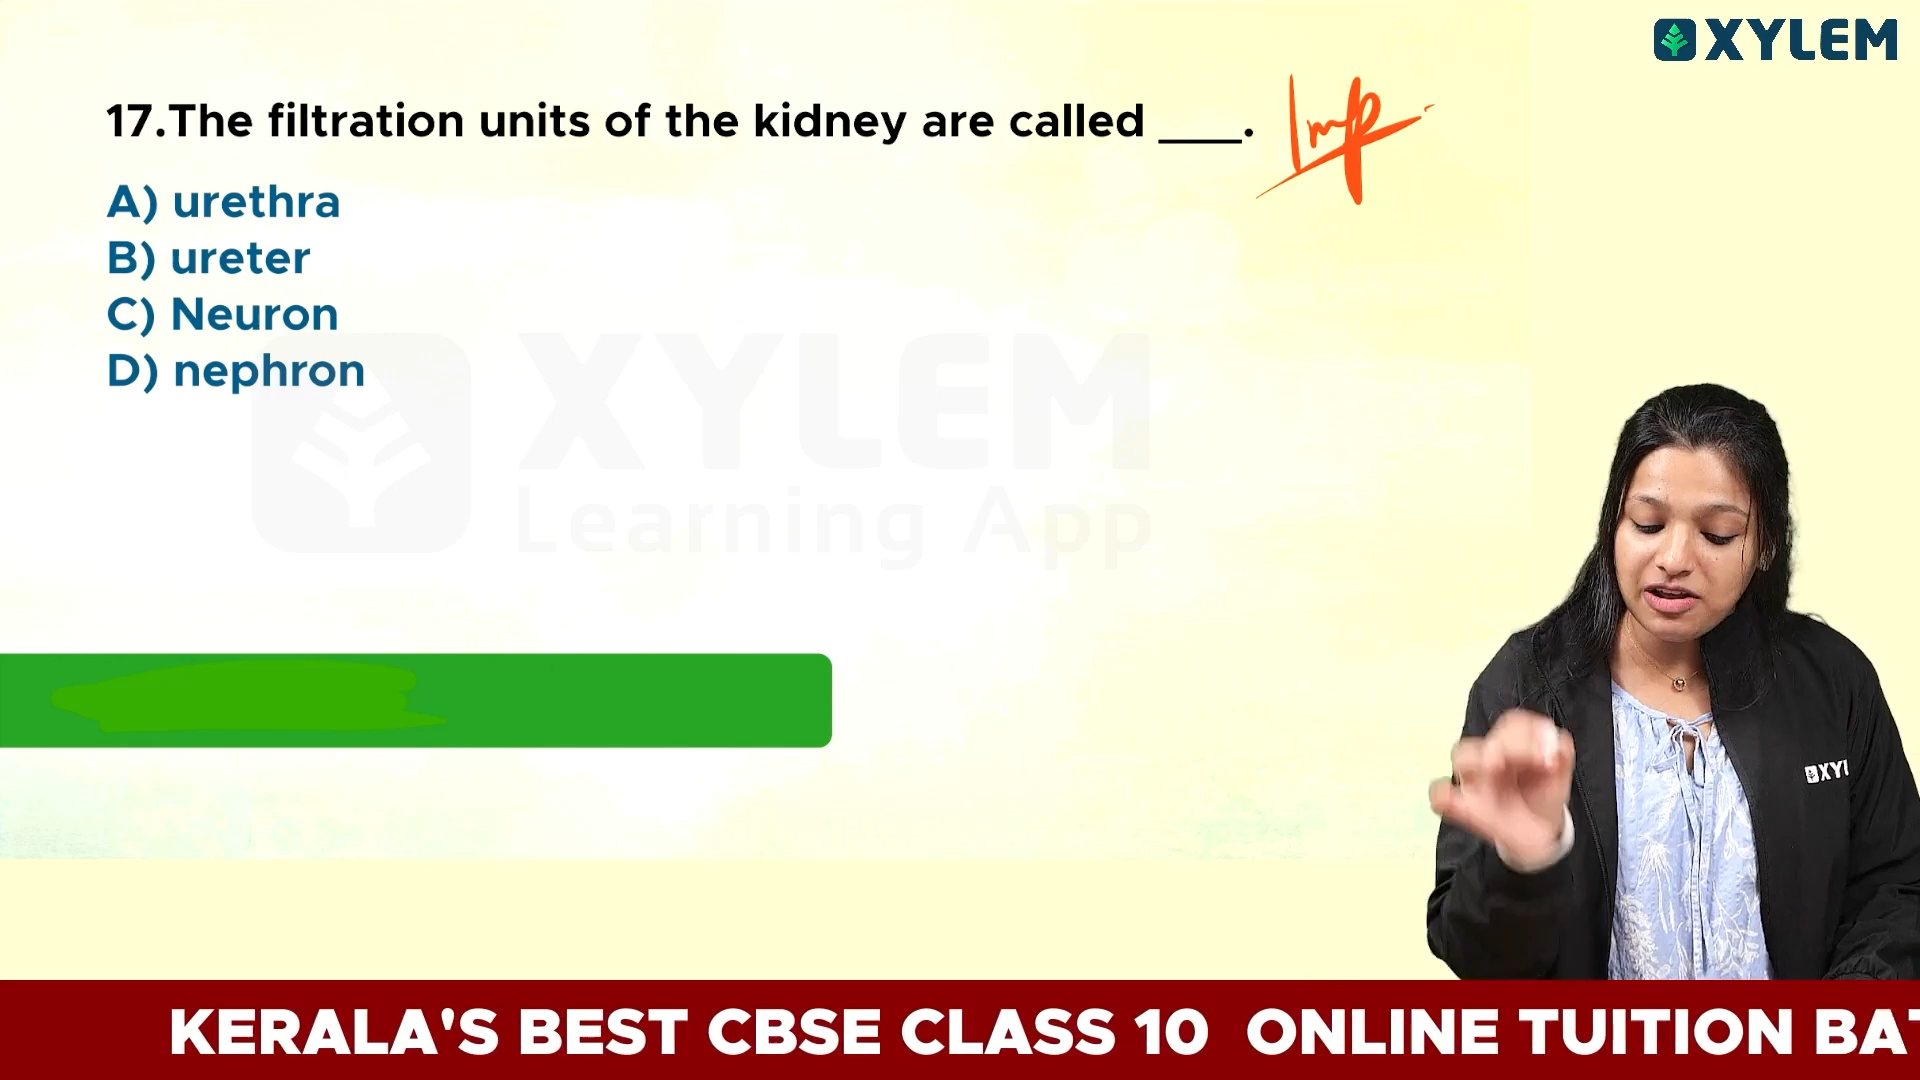 XYLEM
17.The filtration units of the kidney are called ____.
Imp
A) urethra
B) ureter
C) Neuron
D) nephron
XYLEM
Learning App
XYL
KERALA'S BEST CBSE CLASS 10 ONLINE TUITION BAT